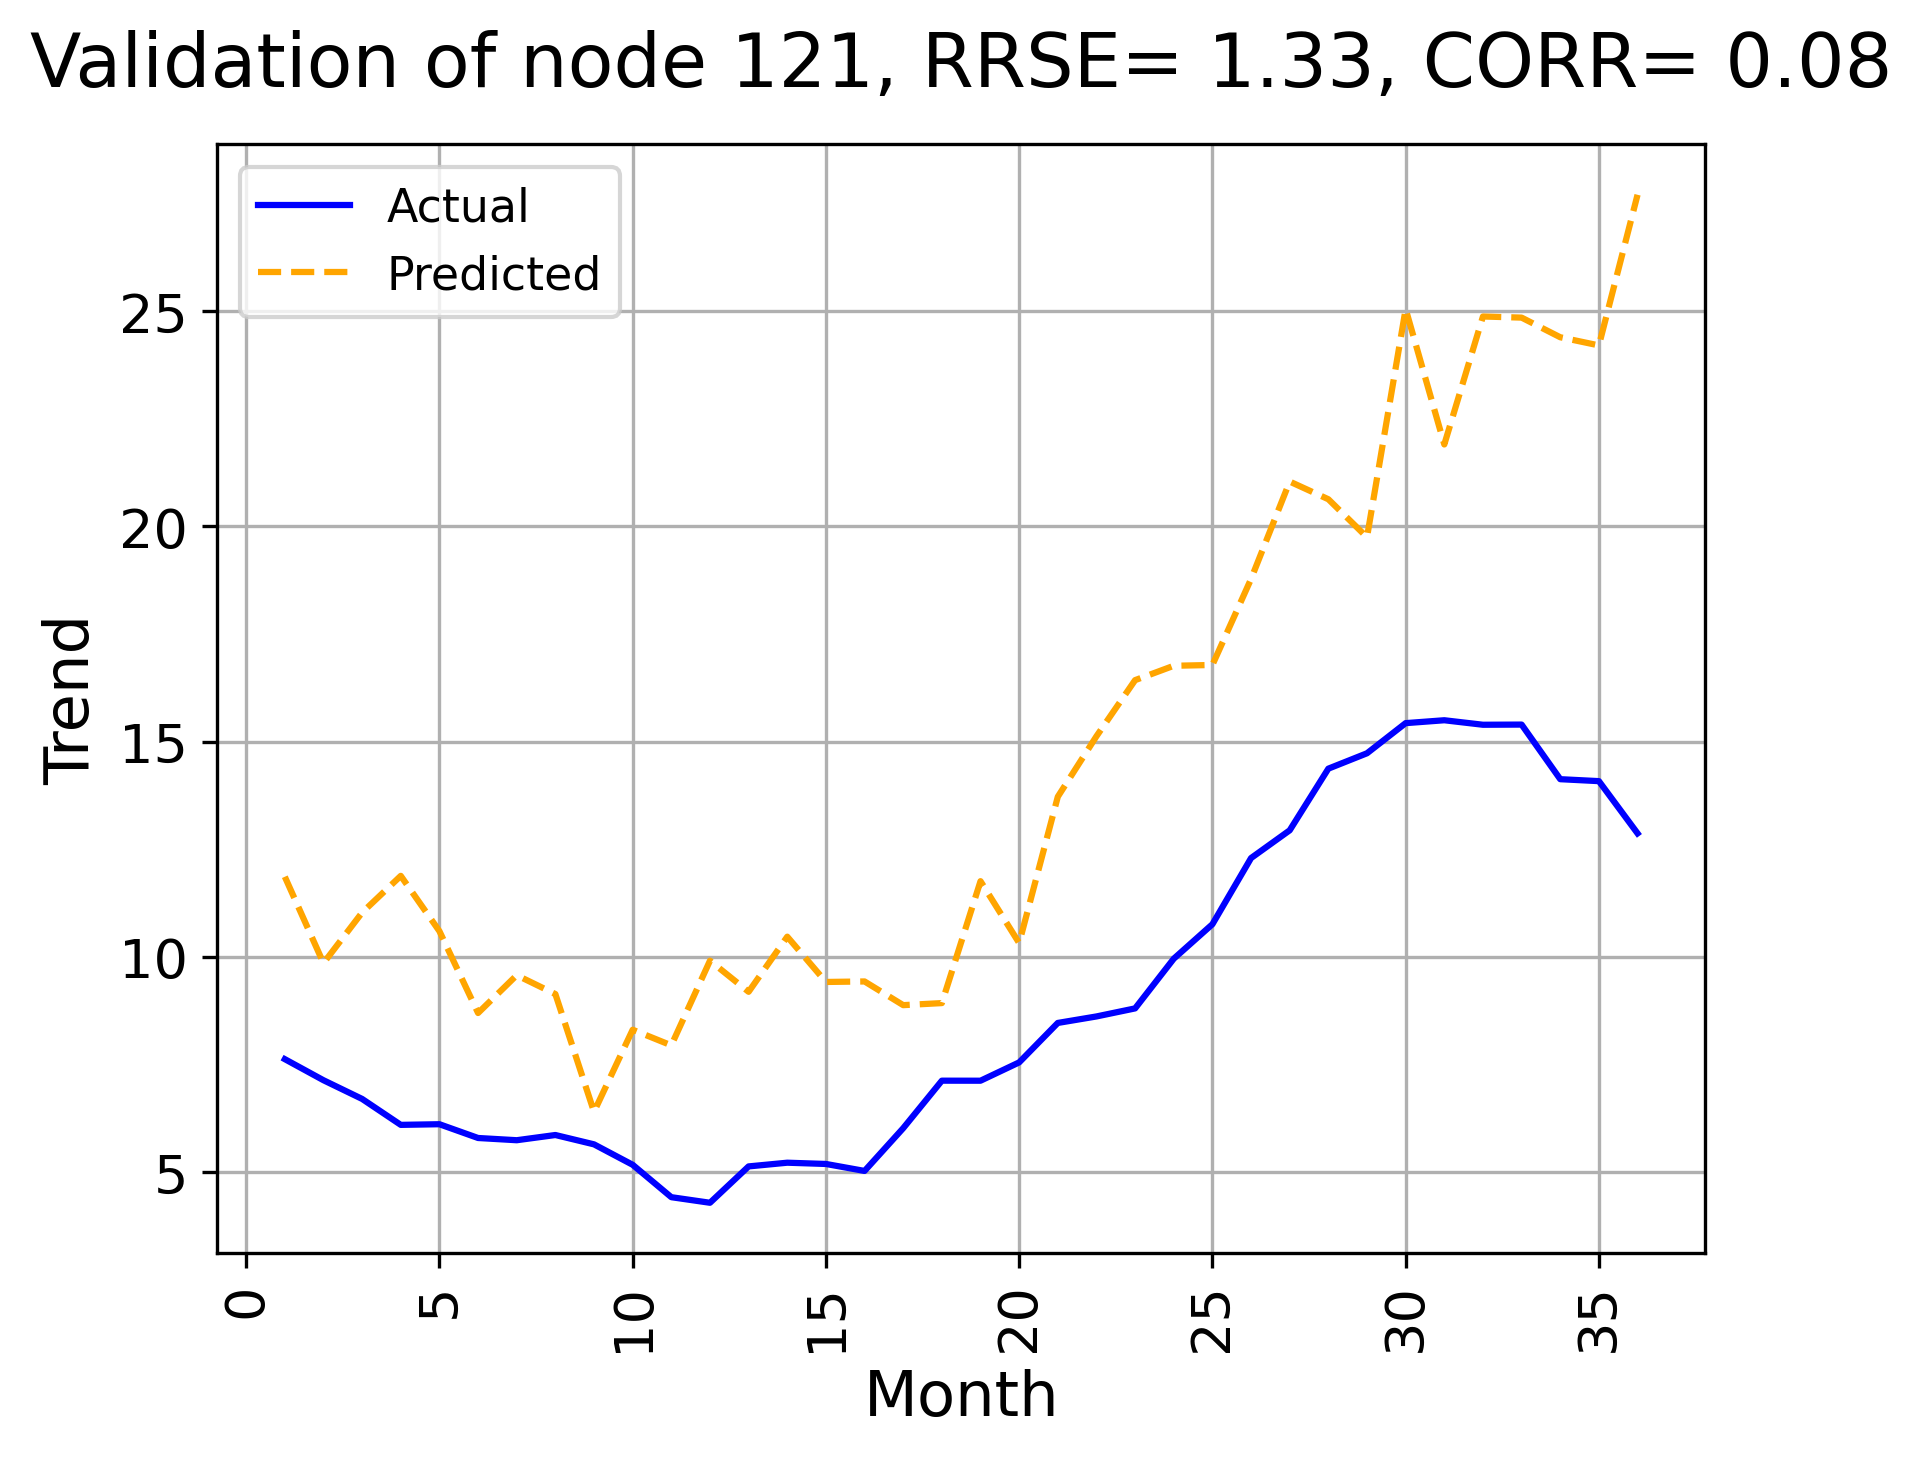 Validation of node 121, RRSE= 1.33, CORR= 0.08
Actual
Predicted
25
20
15
10
5
Trend
0
5
10
15
20
25
30
35
Month